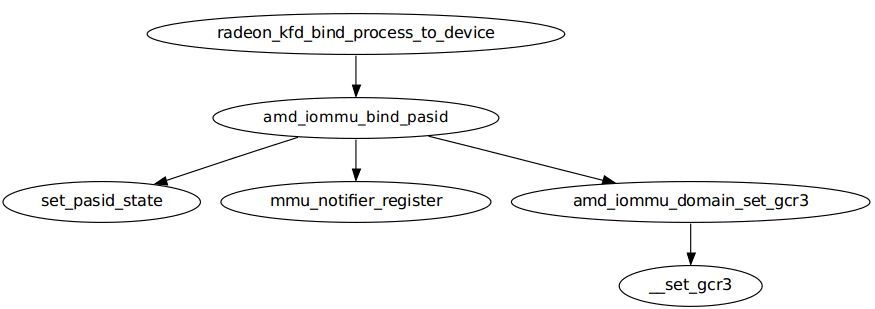 radeon_kfd_bind_process_to_device
amd_iommu_bind_pasid
set_pasid_state
mmu_notifier_register
amd_iommu_domain_set_gcr3
__set_gcr3